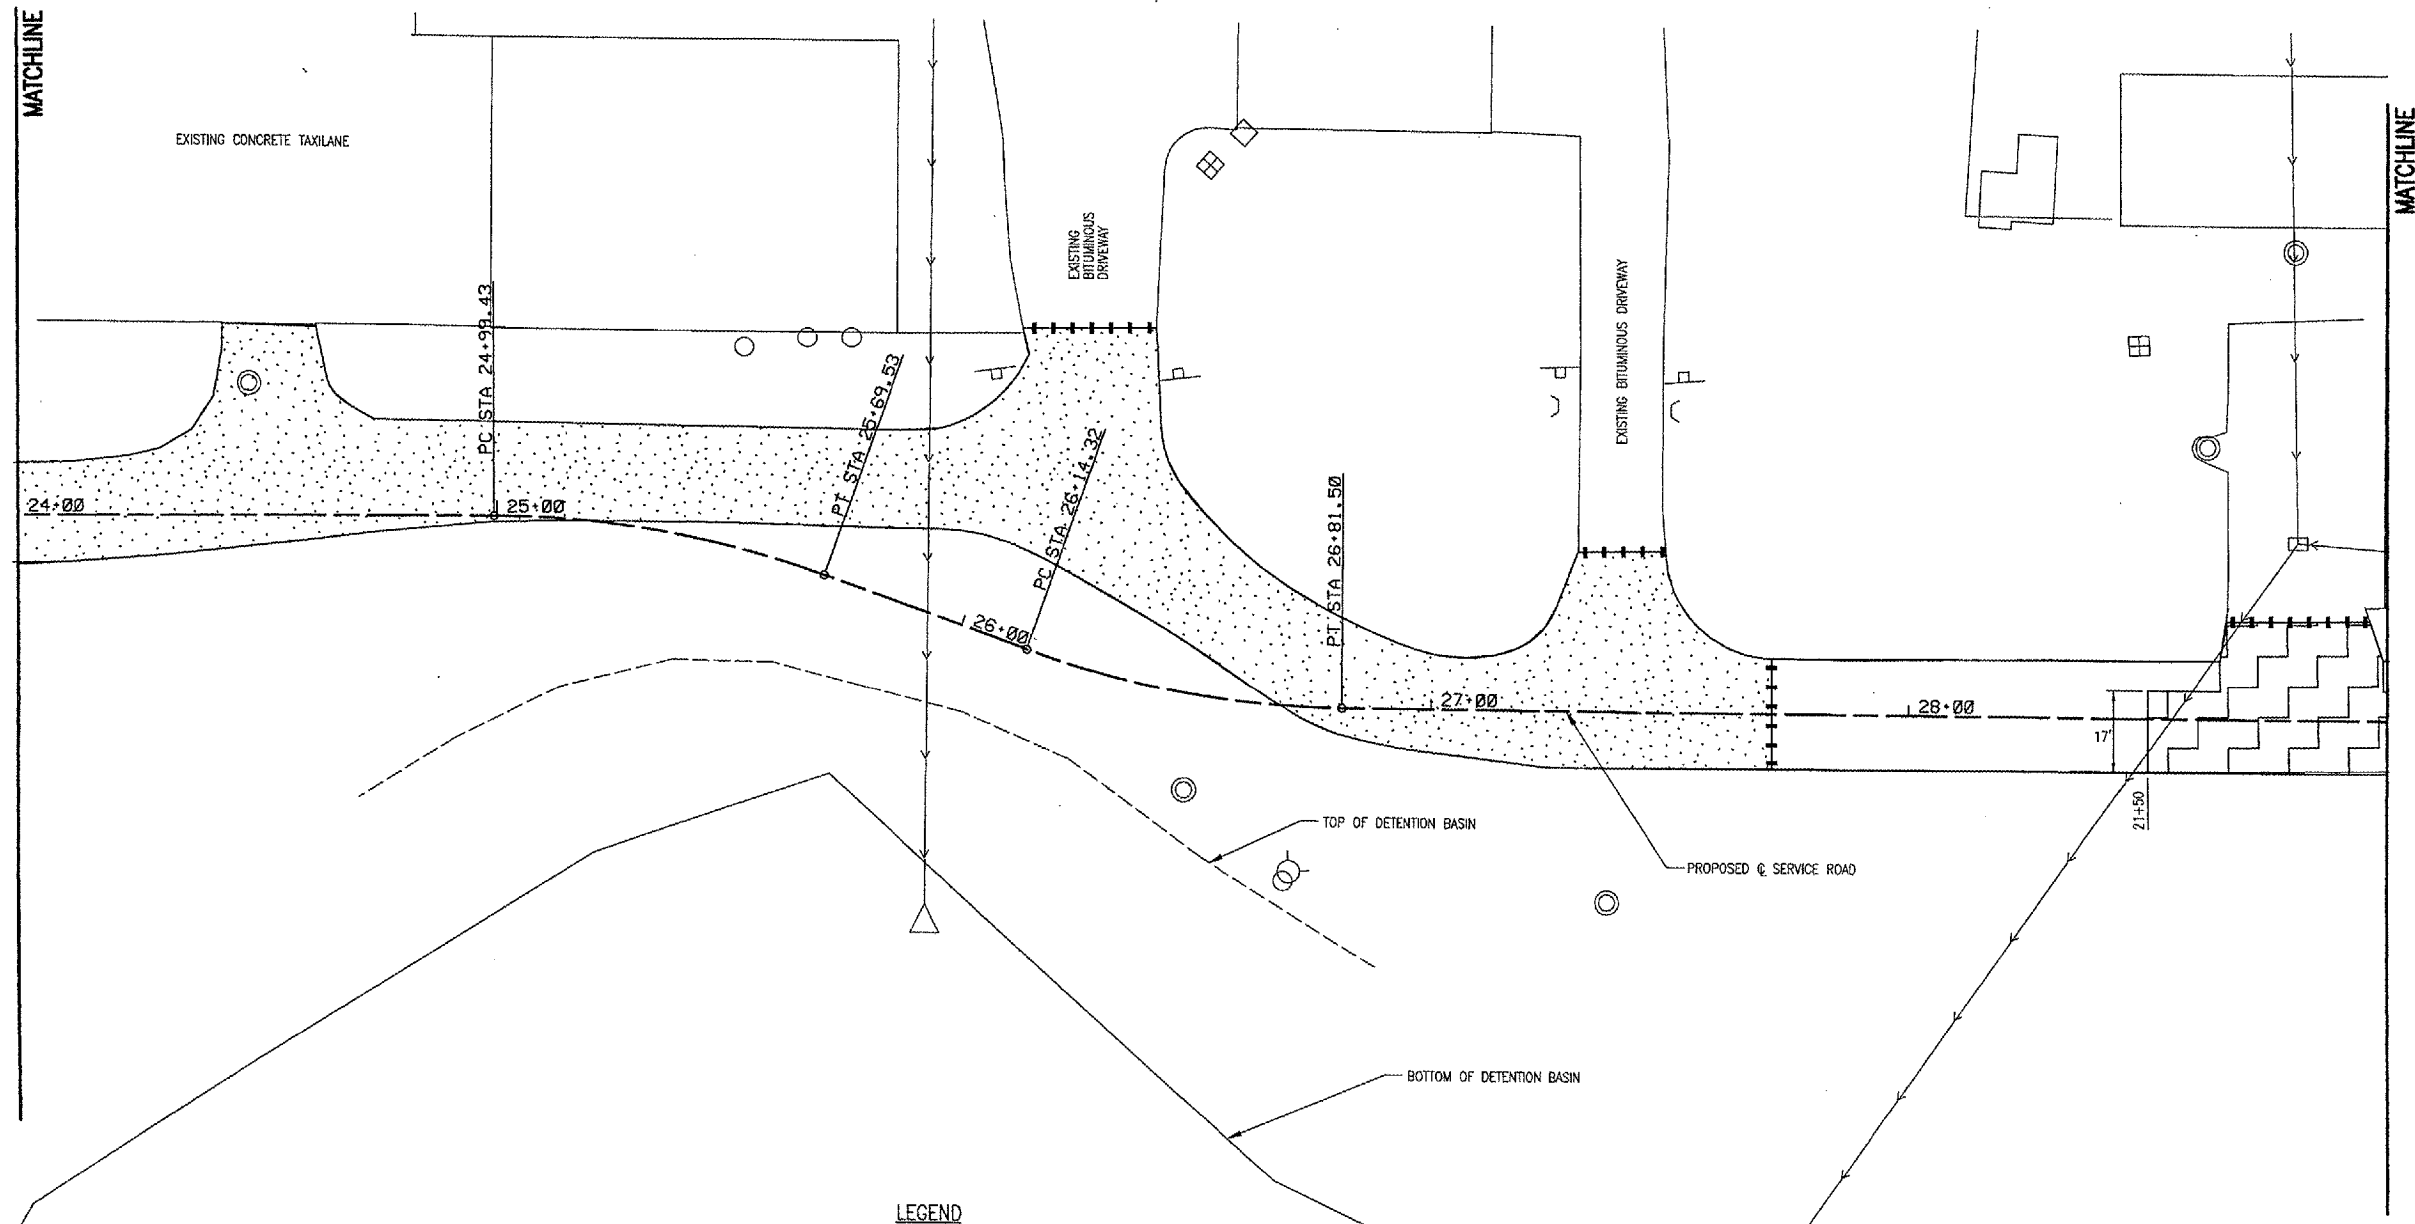 MATCHLINE
MATCHLINE
EXISTING CONCRETE TAXILANE
EXISTING
BITUMINOUS
DRIVEWAY
EXISTING BITUMINOUS DRIVEWAY
PC STA 24+99.43
PT STA 25+69.53
PC STA 26+14.32
PT STA 26+81.50
24+00
25+00
26+00
27+00
28+00
17'
21+50
TOP OF DETENTION BASIN
PROPOSED ℄ SERVICE ROAD
BOTTOM OF DETENTION BASIN
LEGEND